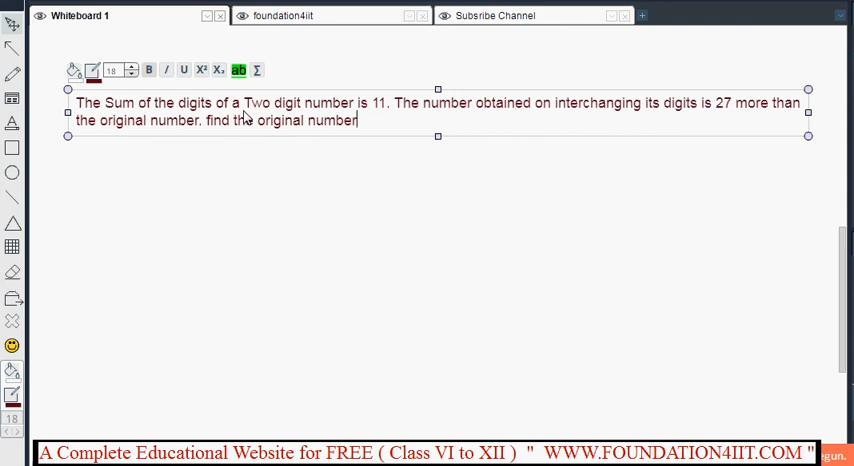 Whiteboard 1
foundation4iit
Subsribe Channel
18 B I U X² X₂ ab Σ
The Sum of the digits of a Two digit number is 11. The number obtained on interchanging its digits is 27 more than
the original number. find the original number
18
A Complete Educational Website for FREE ( Class VI to XII ) " WWW.FOUNDATION4IIT.COM "
egun.